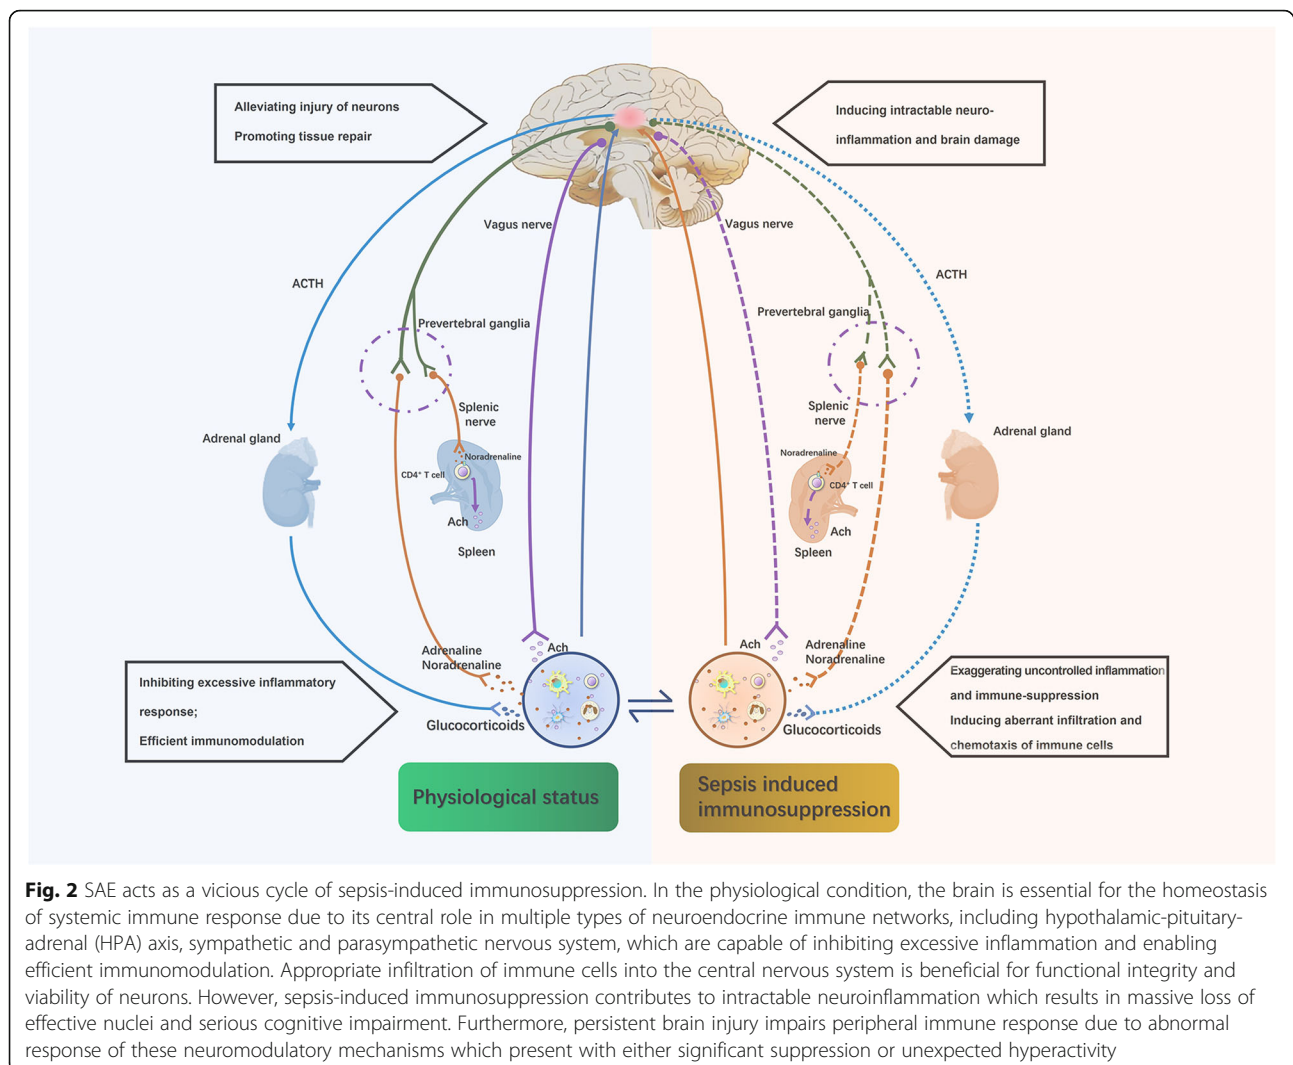 Alleviating injury of neurons
Promoting tissue repair
Inducing intractable neuro-
inflammation and brain damage
Vagus nerve
Vagus nerve
ACTH
ACTH
Prevertebral ganglia
Prevertebral ganglia
Splenic
nerve
Splenic
nerve
Adrenal gland
Adrenal gland
Noradrenaline
CD4⁺ T cell
Ach
Spleen
Noradrenaline
CD4⁺ T cell
Ach
Spleen
Ach
Ach
Adrenaline
Noradrenaline
Adrenaline
Noradrenaline
Glucocorticoids
Glucocorticoids
Inhibiting excessive inflammatory
response;
Efficient immunomodulation
Exaggerating uncontrolled inflammation
and immune-suppression
Inducing aberrant infiltration and
chemotaxis of immune cells
Physiological status
Sepsis induced
immunosuppression
Fig. 2 SAE acts as a vicious cycle of sepsis-induced immunosuppression. In the physiological condition, the brain is essential for the homeostasis
of systemic immune response due to its central role in multiple types of neuroendocrine immune networks, including hypothalamic-pituitary-
adrenal (HPA) axis, sympathetic and parasympathetic nervous system, which are capable of inhibiting excessive inflammation and enabling
efficient immunomodulation. Appropriate infiltration of immune cells into the central nervous system is beneficial for functional integrity and
viability of neurons. However, sepsis-induced immunosuppression contributes to intractable neuroinflammation which results in massive loss of
effective nuclei and serious cognitive impairment. Furthermore, persistent brain injury impairs peripheral immune response due to abnormal
response of these neuromodulatory mechanisms which present with either significant suppression or unexpected hyperactivity